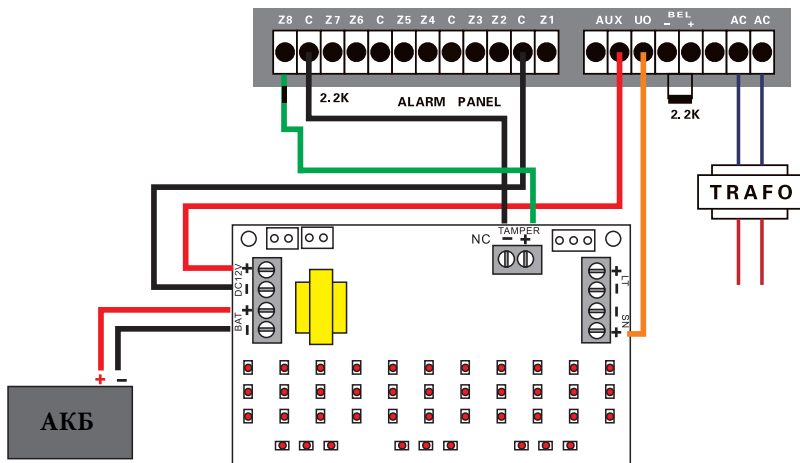 BEL
Z8 C Z7 Z6 C Z5 Z4 C Z3 Z2 C Z1 AUX UO − + AC AC
2.2K
ALARM PANEL
2.2K
TRAFO
TAMPER
NC − +
DC12V + −
BAT + −
+ − LT
− + SN
+ −
АКБ